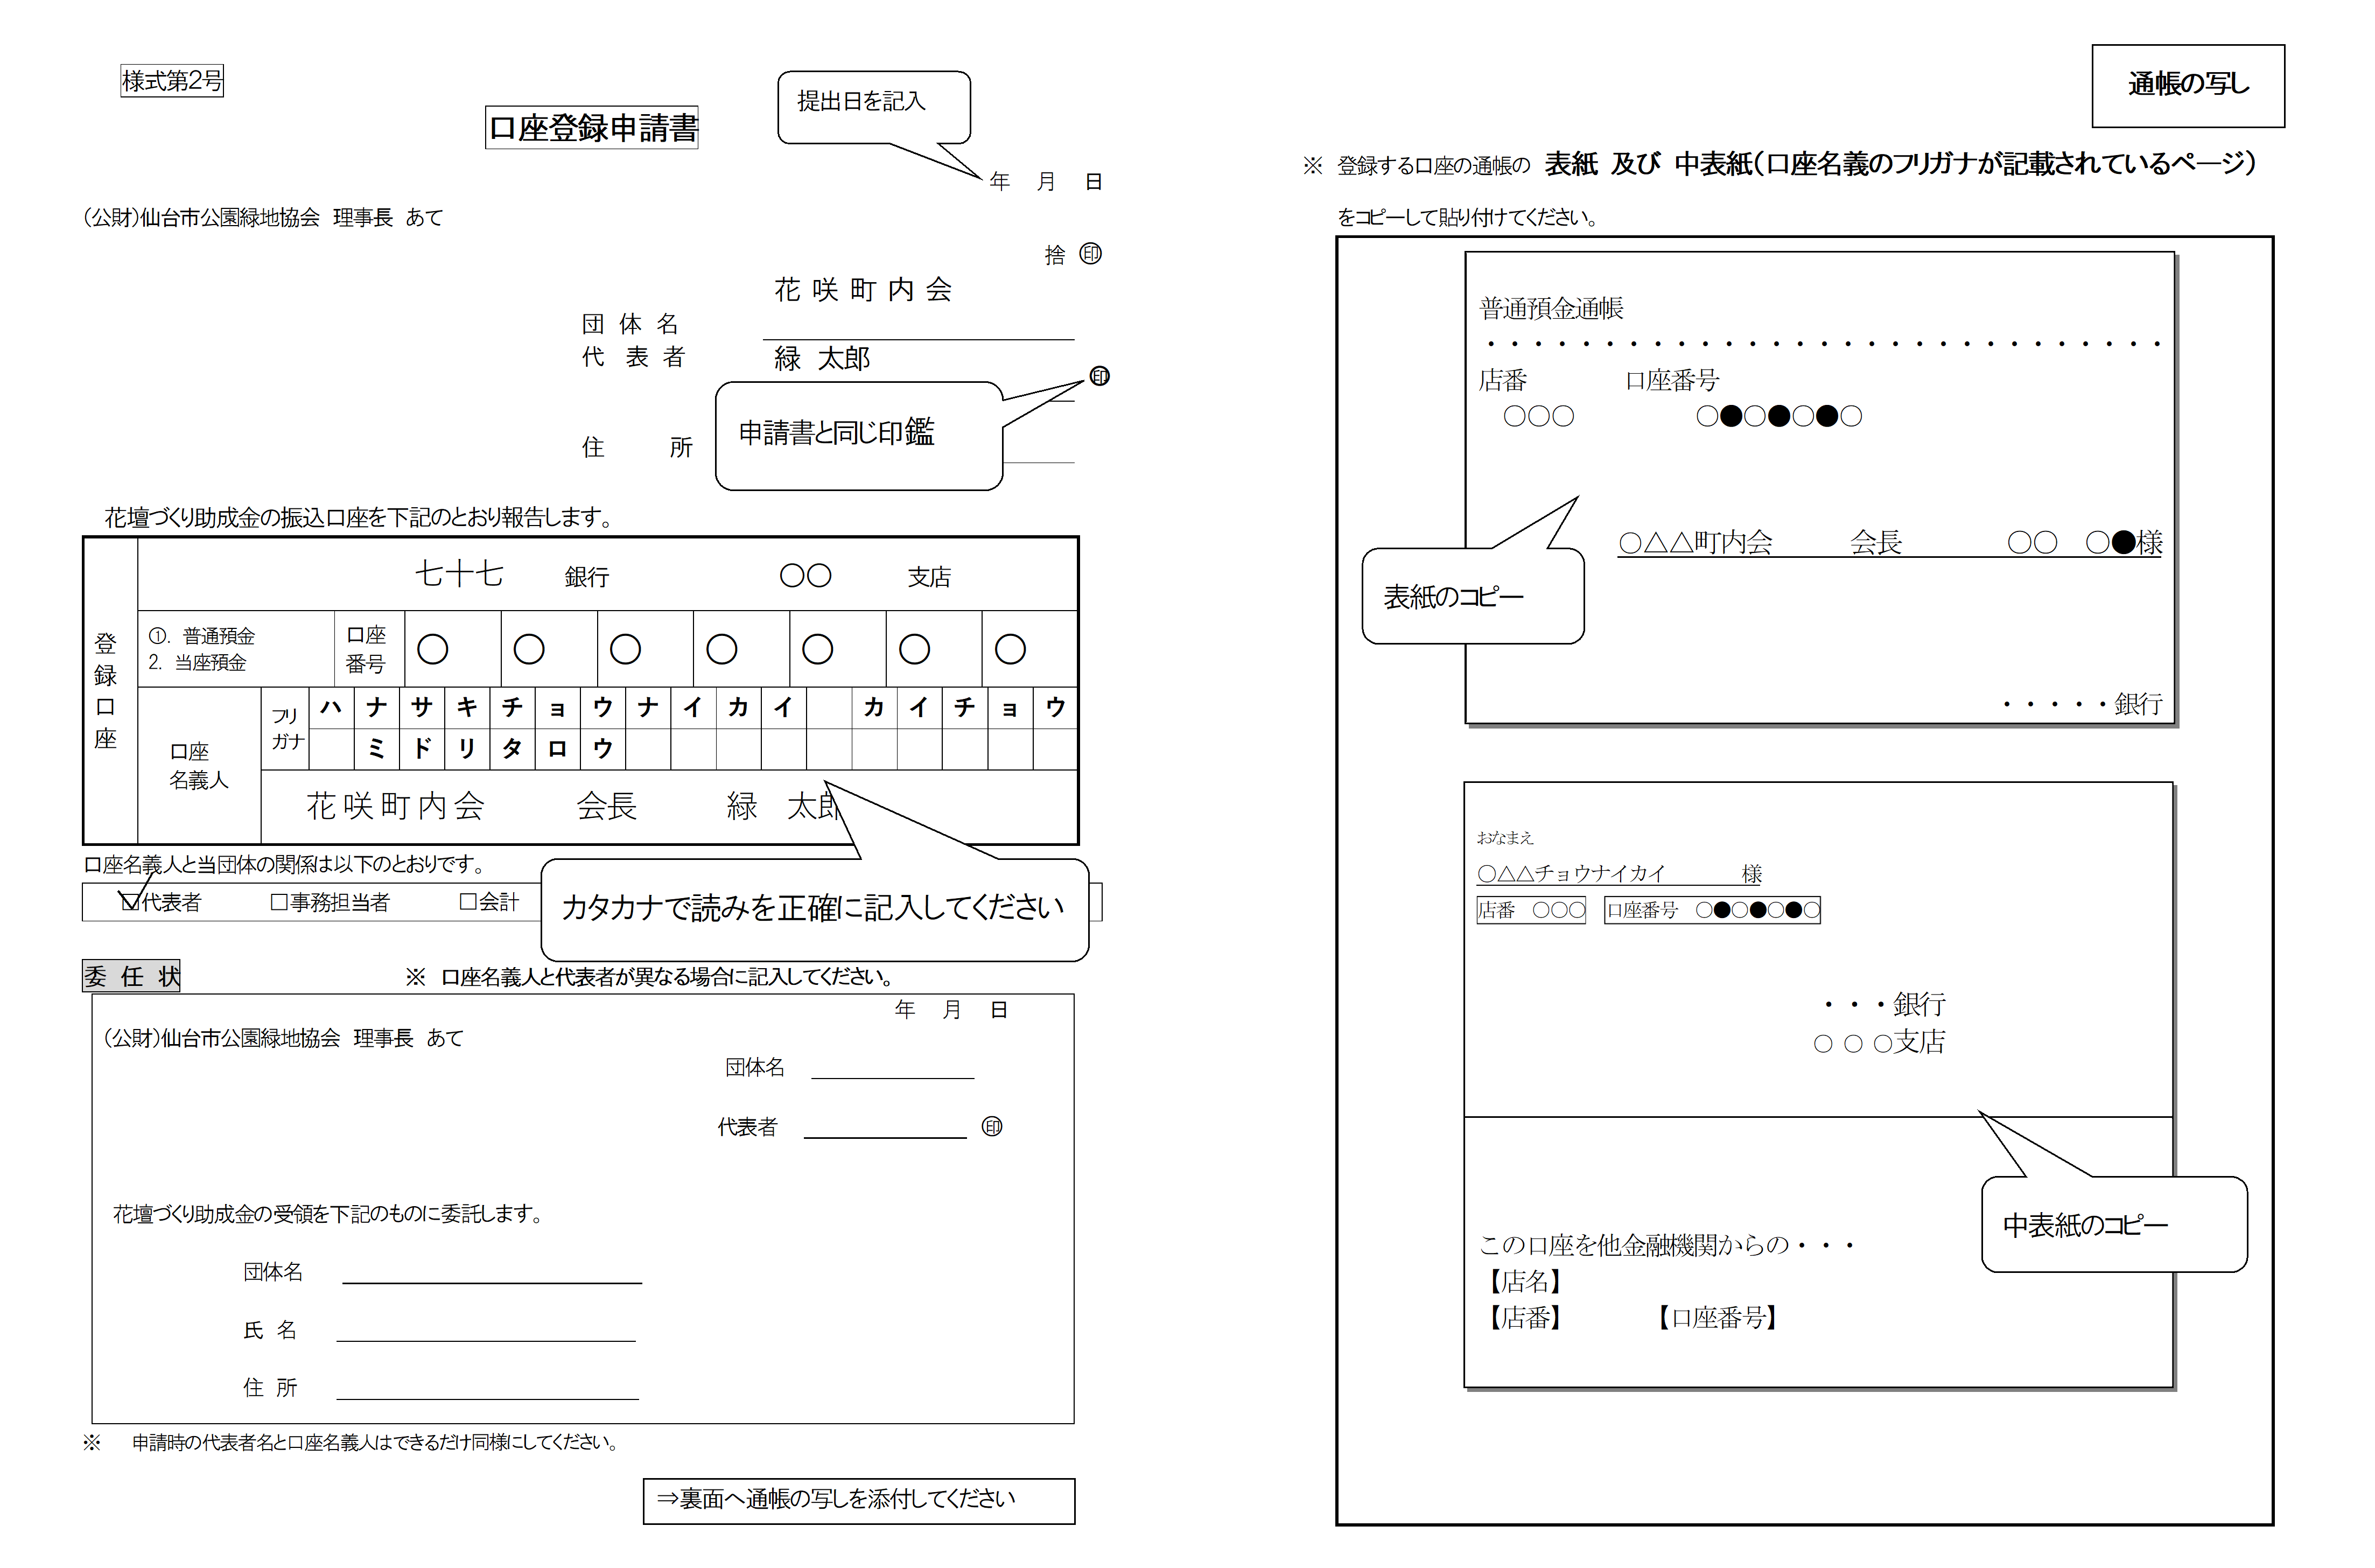 様式第2号
口座登録申請書
提出日を記入
年 月 日
（公財）仙台市公園緑地協会 理事長 あて
捨 ㊞
花咲町内会
団体名
代表者 緑 太郎 ㊞
申請書と同じ印鑑
住所
花壇づくり助成金の振込口座を下記のとおり報告します。
登録口座
七十七 銀行 〇〇 支店
①. 普通預金
2. 当座預金
口座番号 〇 〇 〇 〇 〇 〇 〇
口座名義人
フリガナ
ハナサキチョウナイカイ カイチョウ
ミドリタロウ
花咲町内会 会長 緑 太郎
口座名義人と当団体の関係は以下のとおりです。
☑代表者 □事務担当者 □会計
カタカナで読みを正確に記入してください
委任状 ※ 口座名義人と代表者が異なる場合に記入してください。
年 月 日
（公財）仙台市公園緑地協会 理事長 あて
団体名
代表者 ㊞
花壇づくり助成金の受領を下記のものに委託します。
団体名
氏 名
住 所
※ 申請時の代表者名と口座名義人はできるだけ同様にしてください。
⇒裏面へ通帳の写しを添付してください
通帳の写し
※ 登録する口座の通帳の 表紙 及び 中表紙（口座名義のフリガナが記載されているページ）
をコピーして貼り付けてください。
普通預金通帳
・・・・・・・・・・・・・・・・・・・・・・・・・・・・・
店番 口座番号
〇〇〇 〇●〇●〇●〇
〇△△町内会 会長 〇〇 〇●様
表紙のコピー
・・・・・銀行
おなまえ
〇△△チョウナイカイ 様
店番 〇〇〇 口座番号 〇●〇●〇●〇
・・・銀行
〇〇〇支店
中表紙のコピー
この口座を他金融機関からの・・・
【店名】
【店番】 【口座番号】